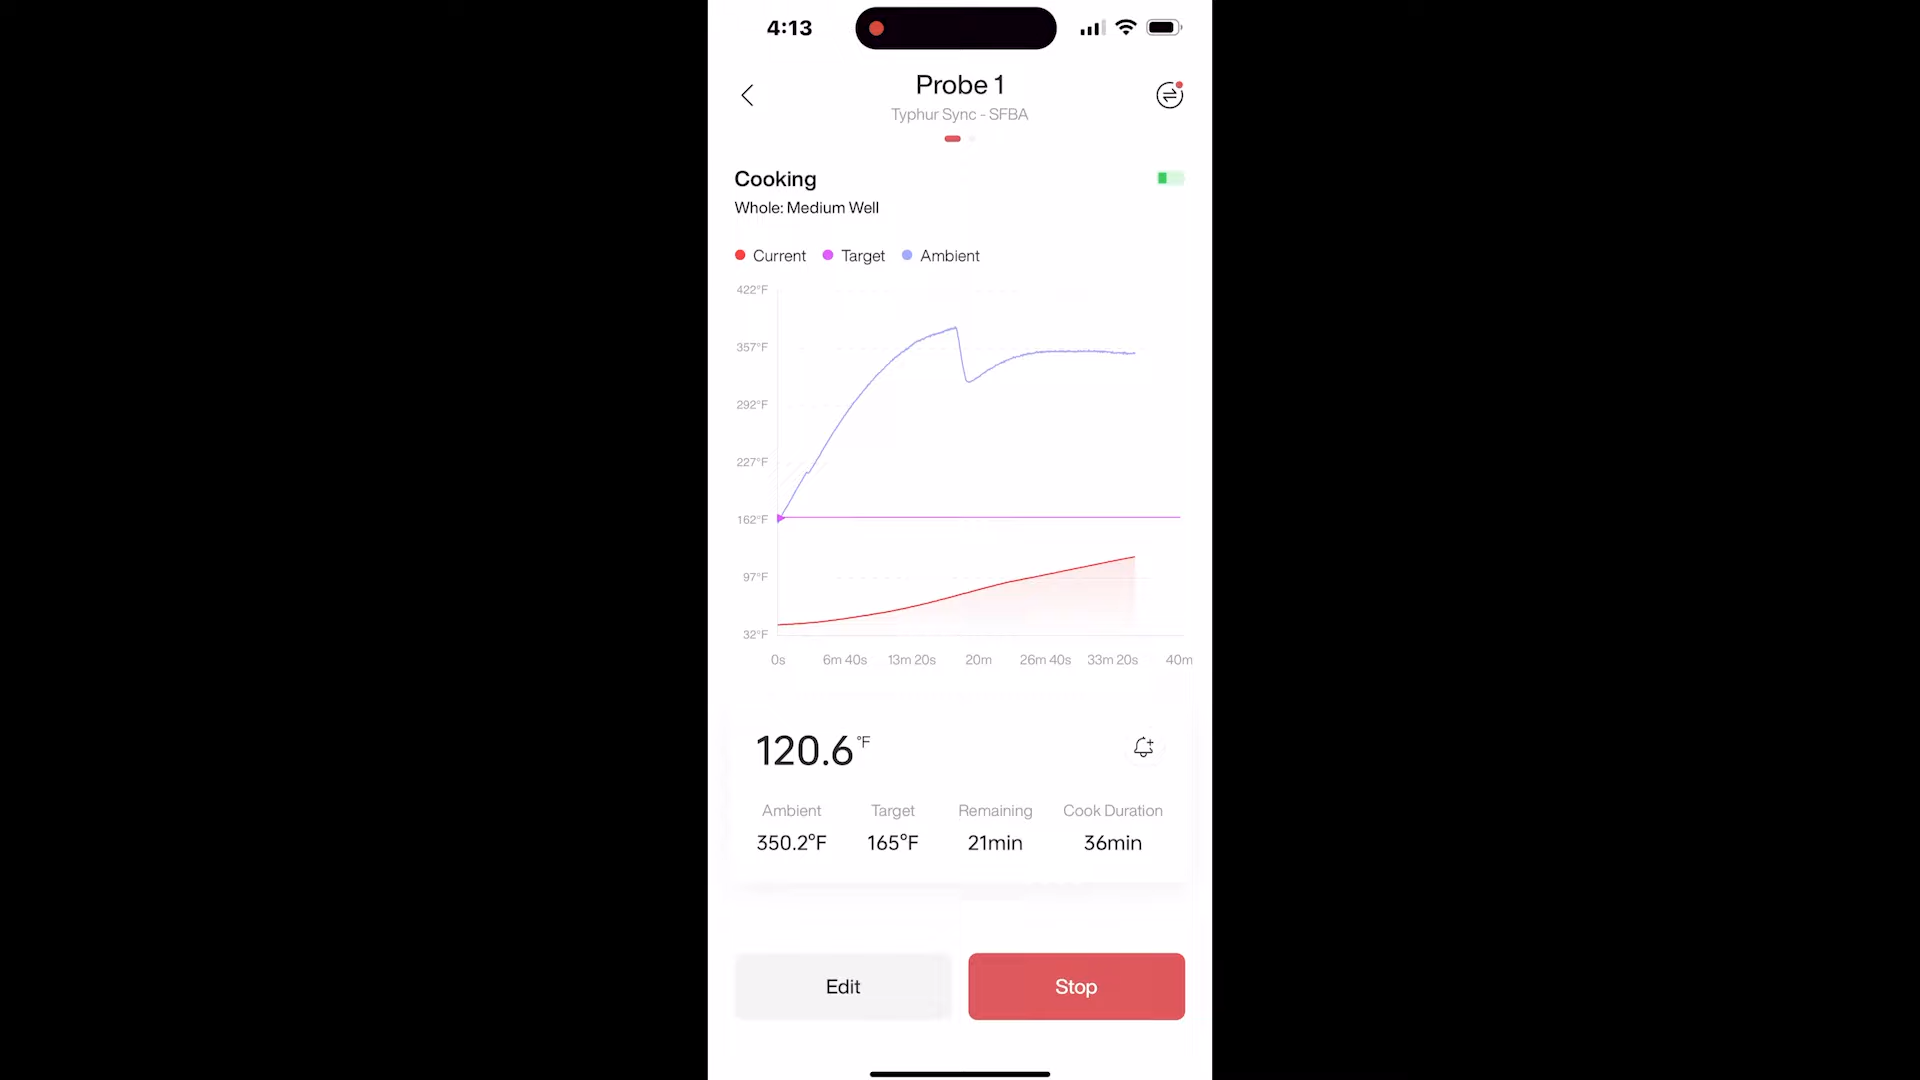 4:13
Probe 1
Typhur Sync - SFBA
Cooking
Whole: Medium Well
Current Target Ambient
422°F
357°F
292°F
227°F
162°F
97°F
32°F
0s 6m 40s 13m 20s 20m 26m 40s 33m 20s 40m
120.6°F
Ambient Target Remaining Cook Duration
350.2°F 165°F 21min 36min
Edit Stop